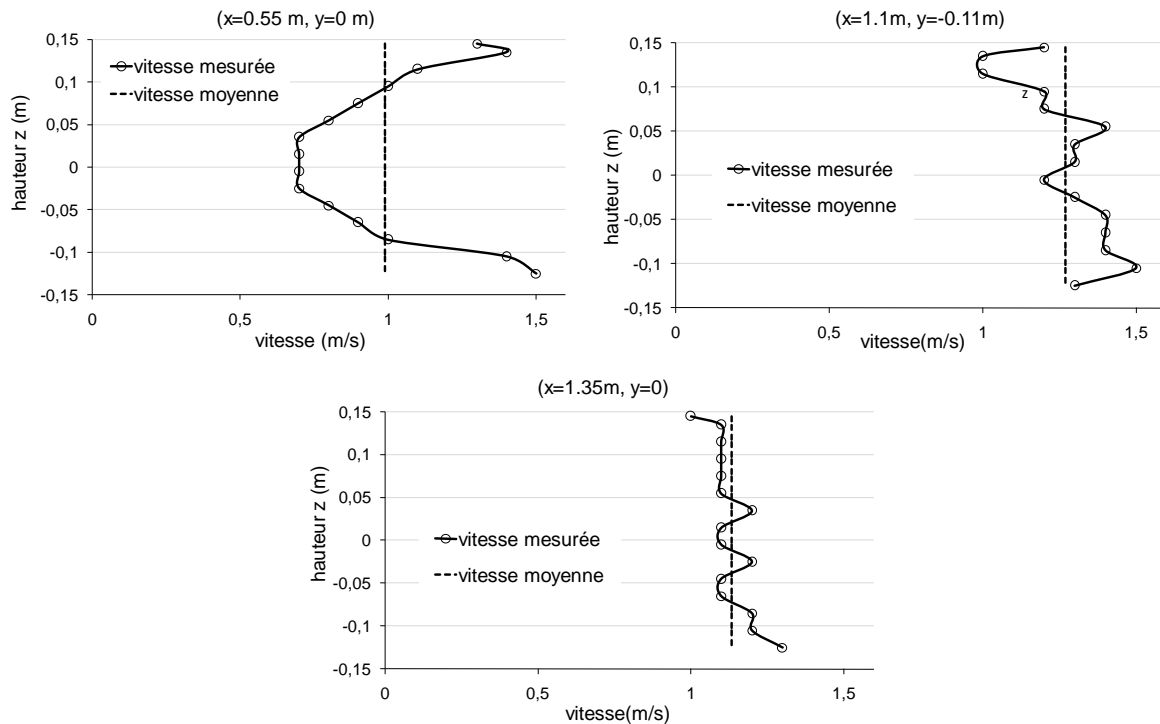 (x=0.55 m, y=0 m)
0,15
0,1
0,05
0
-0,05
-0,1
-0,15
hauteur z (m)
vitesse mesurée
vitesse moyenne
0
0,5
1
1,5
vitesse (m/s)
(x=1.1m, y=-0.11m)
0,15
0,1
0,05
0
-0,05
-0,1
-0,15
hauteur z (m)
z
vitesse mesurée
vitesse moyenne
0
0,5
1
1,5
vitesse(m/s)
(x=1.35m, y=0)
0,15
0,1
0,05
0
-0,05
-0,1
-0,15
hauteur z (m)
vitesse mesurée
vitesse moyenne
0
0,5
1
1,5
vitesse(m/s)